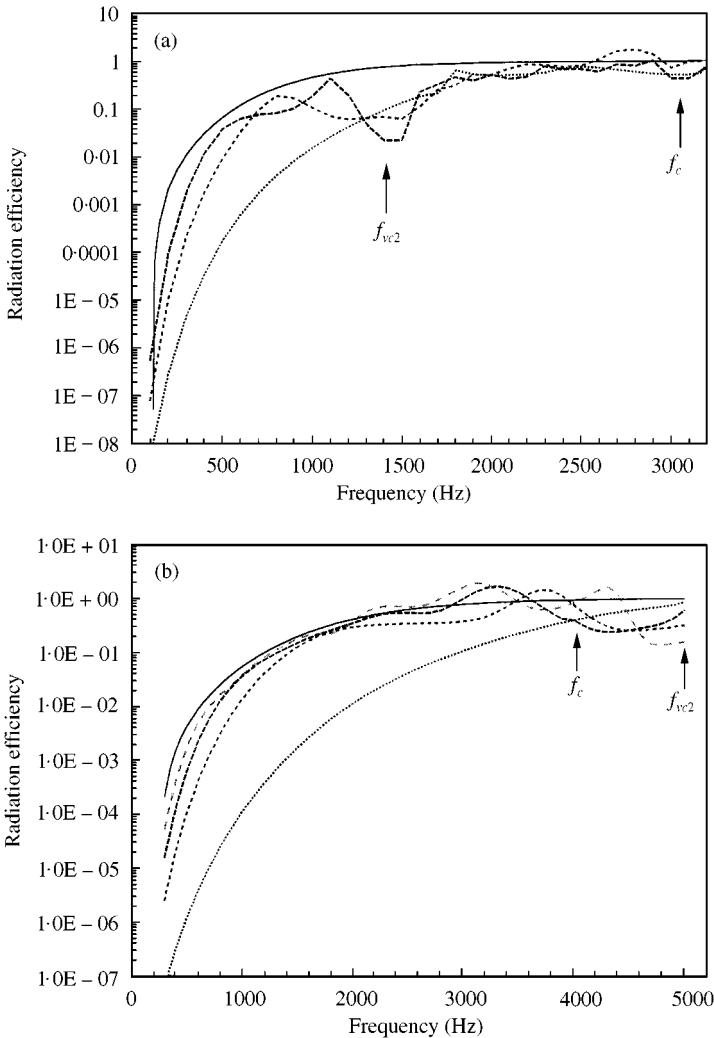 10
(a)
1
0·1
0·01
0·001
0·0001
1E – 05
1E – 06
1E – 07
1E – 08
Radiation efficiency
f_vc2
f_c
0 500 1000 1500 2000 2500 3000
Frequency (Hz)
1·0E + 01
(b)
1·0E + 00
1·0E – 01
1·0E – 02
1·0E – 03
1·0E – 04
1·0E – 05
1·0E – 06
1·0E – 07
Radiation efficiency
f_c
f_vc2
0 1000 2000 3000 4000 5000
Frequency (Hz)